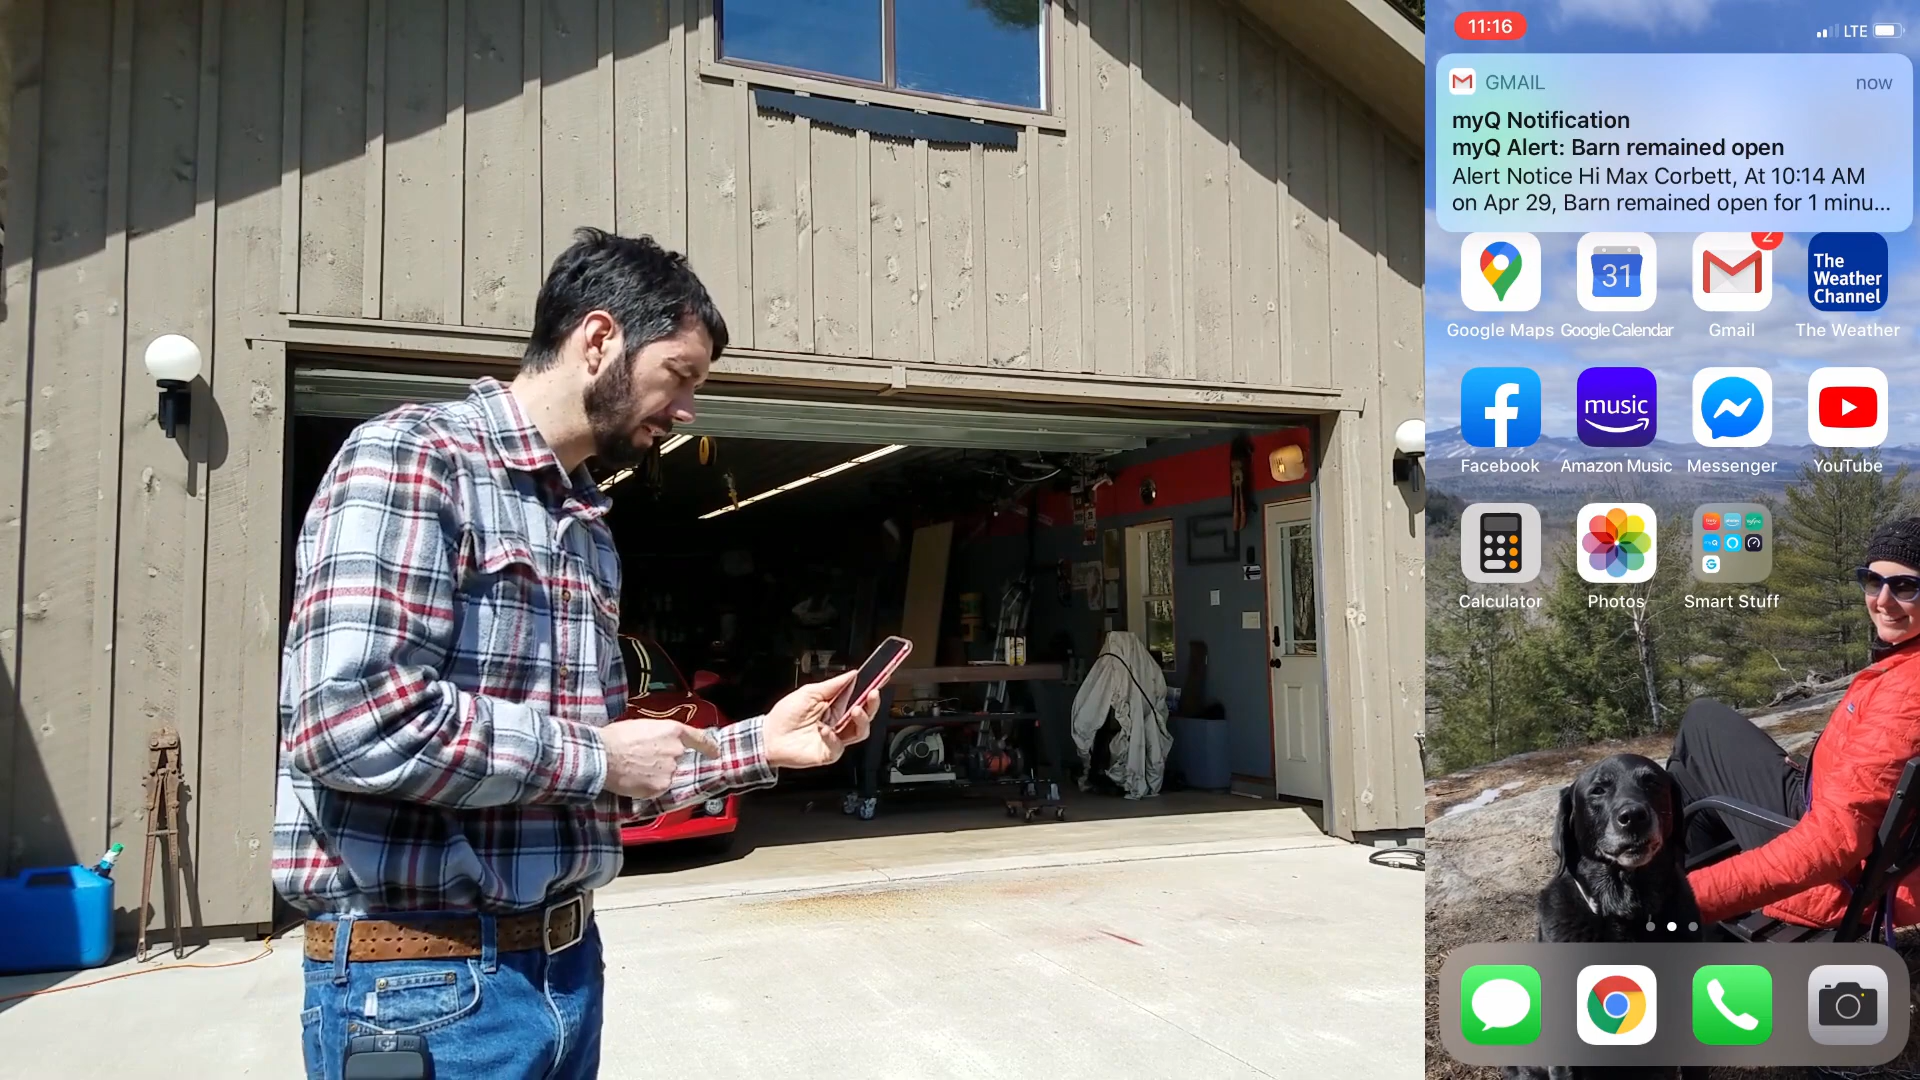 11:16
LTE
GMAIL
now
myQ Notification
myQ Alert: Barn remained open
Alert Notice Hi Max Corbett, At 10:14 AM
on Apr 29, Barn remained open for 1 minu...
2
31
The
Weather
Channel
Google Maps Google Calendar Gmail The Weather
music
Facebook Amazon Music Messenger YouTube
Calculator Photos Smart Stuff